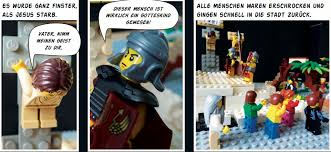 ES WURDE GANZ FINSTER,
ALS JESUS STARB.
VATER, NIMM
MEINEN GEIST
ZU DIR.
DIESER MENSCH IST
WIRKLICH EIN GOTTESKIND
GEWESEN!
ALLE MENSCHEN WAREN ERSCHROCKEN UND
GINGEN SCHNELL IN DIE STADT ZURÜCK.